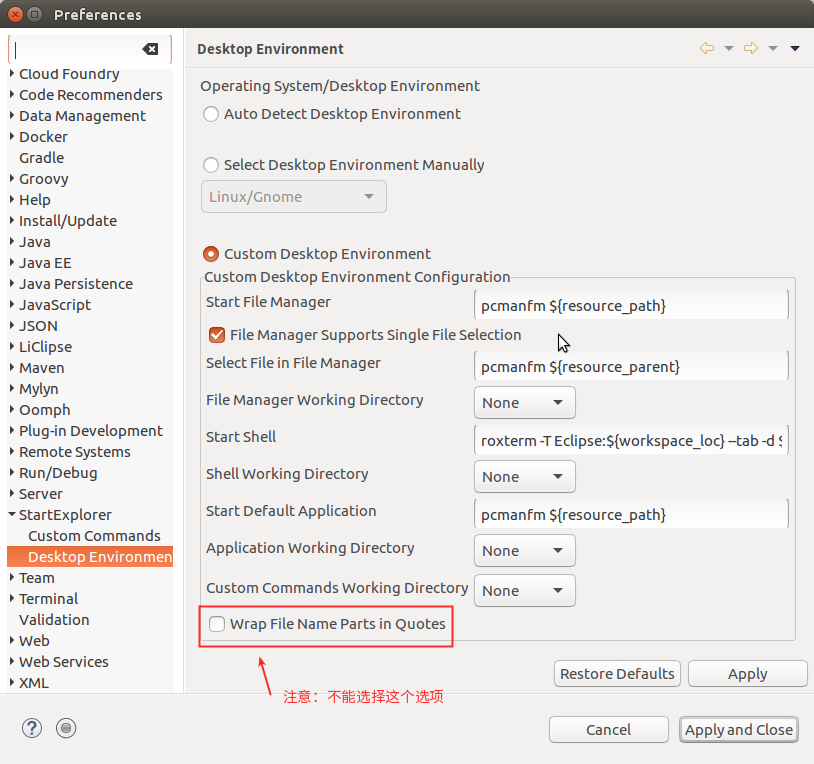 Preferences
Desktop Environment
Cloud Foundry
Code Recommenders
Data Management
Docker
Gradle
Groovy
Help
Install/Update
Java
Java EE
Java Persistence
JavaScript
JSON
LiClipse
Maven
Mylyn
Oomph
Plug-in Development
Remote Systems
Run/Debug
Server
StartExplorer
Custom Commands
Desktop Environmen
Team
Terminal
Validation
Web
Web Services
XML
Operating System/Desktop Environment
Auto Detect Desktop Environment
Select Desktop Environment Manually
Linux/Gnome
Custom Desktop Environment
Custom Desktop Environment Configuration
Start File Manager pcmanfm ${resource_path}
File Manager Supports Single File Selection
Select File in File Manager pcmanfm ${resource_parent}
File Manager Working Directory None
Start Shell roxterm -T Eclipse:${workspace_loc} --tab -d $
Shell Working Directory None
Start Default Application pcmanfm ${resource_path}
Application Working Directory None
Custom Commands Working Directory None
Wrap File Name Parts in Quotes
注意：不能选择这个选项
Restore Defaults Apply
? Cancel Apply and Close